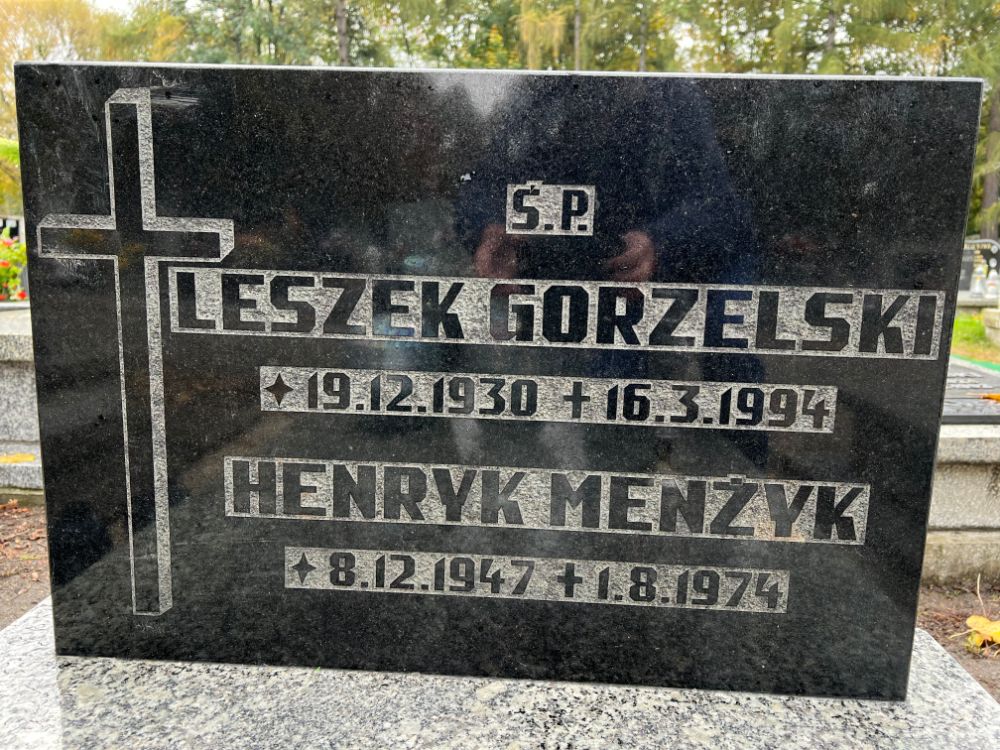 Ś.P.
LESZEK GORZELSKI
✦ 19.12.1930 ✝ 16.3.1994
HENRYK MENŻYK
✦ 8.12.1947 ✝ 1.8.1974